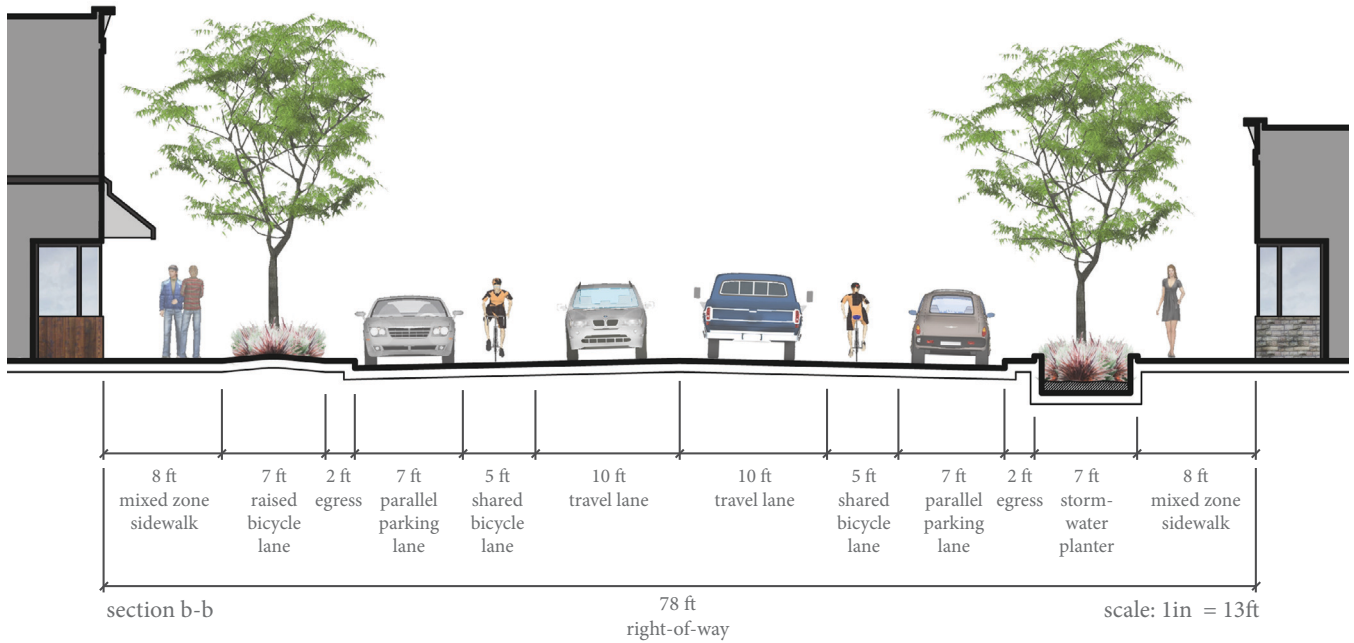 8 ft
mixed zone
sidewalk
7 ft
raised
bicycle
lane
2 ft
egress
7 ft
parallel
parking
lane
5 ft
shared
bicycle
lane
10 ft
travel lane
10 ft
travel lane
5 ft
shared
bicycle
lane
7 ft
parallel
parking
lane
2 ft
egress
7 ft
storm-
water
planter
8 ft
mixed zone
sidewalk
section b-b
78 ft
right-of-way
scale: 1in = 13ft